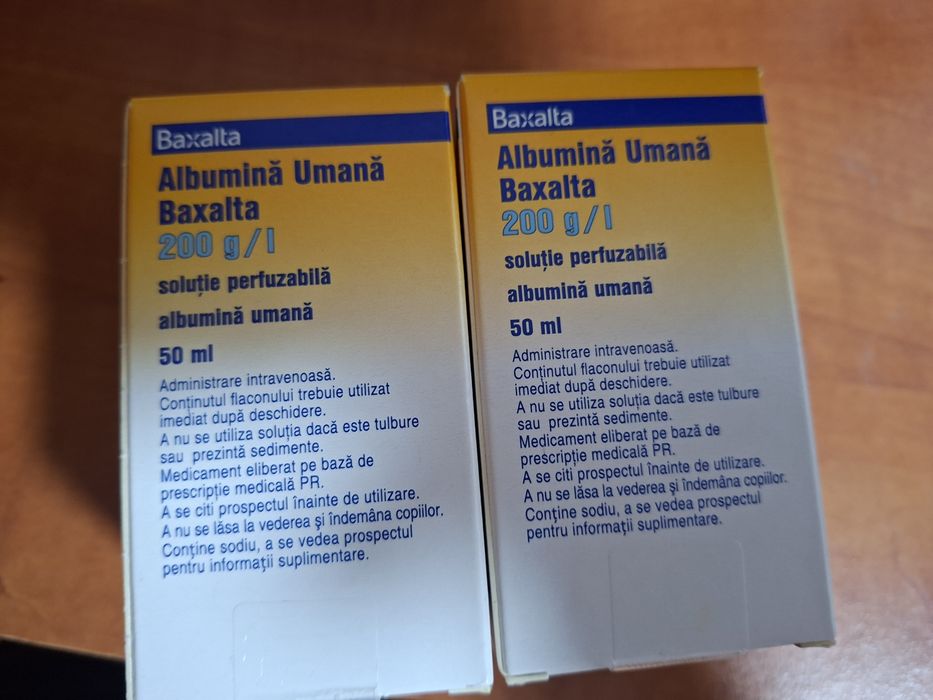 Baxalta
Albumină Umană
Baxalta
200 g/l
soluție perfuzabilă
albumină umană
50 ml
Administrare intravenoasă.
Conținutul flaconului trebuie utilizat
imediat după deschidere.
A nu se utiliza soluția dacă este tulbure
sau prezintă sedimente.
Medicament eliberat pe bază de
prescripție medicală PR.
A se citi prospectul înainte de utilizare.
A nu se lăsa la vederea și îndemâna copiilor.
Conține sodiu, a se vedea prospectul
pentru informații suplimentare.
Baxalta
Albumină Umană
Baxalta
200 g/l
soluție perfuzabilă
albumină umană
50 ml
Administrare intravenoasă.
Conținutul flaconului trebuie utilizat
imediat după deschidere.
A nu se utiliza soluția dacă este tulbure
sau prezintă sedimente.
Medicament eliberat pe bază de
prescripție medicală PR.
A se citi prospectul înainte de utilizare.
A nu se lăsa la vederea și îndemâna copiilor.
Conține sodiu, a se vedea prospectul
pentru informații suplimentare.